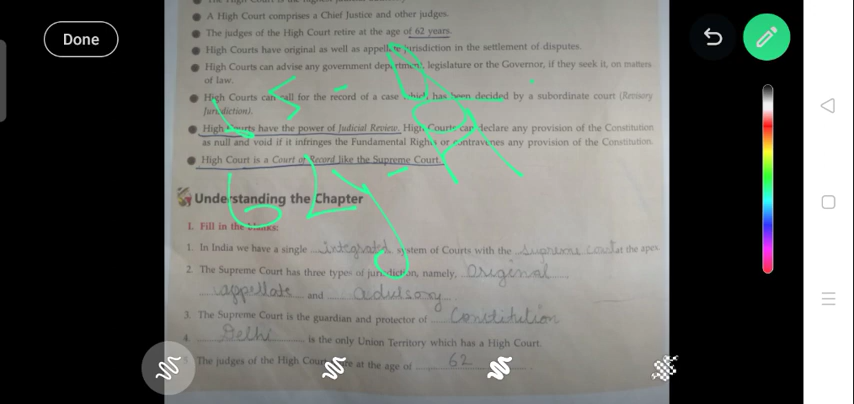 Done
A High Court comprises a Chief Justice and other judges.
The judges of the High Court retire at the age of 62 years.
High Courts have original as well as appellate jurisdiction in the settlement of disputes.
High Courts can advise any government department, legislature or the Governor, if they seek it, on matters
of law.
High Courts can call for the record of a case which has been decided by a subordinate court (Revisory
Jurisdiction).
High Courts have the power of Judicial Review. High Courts can declare any provision of the Constitution
as null and void if it infringes the Fundamental Rights or contravenes any provision of the Constitution.
High Court is a Court of Record like the Supreme Court.
Understanding the Chapter
I. Fill in the blanks:
1. In India we have a single integrated system of Courts with the supreme court at the apex.
2. The Supreme Court has three types of jurisdiction, namely, original
appellate and advisory
3. The Supreme Court is the guardian and protector of Constitution
4. Delhi is the only Union Territory which has a High Court.
The judges of the High Court retire at the age of 62